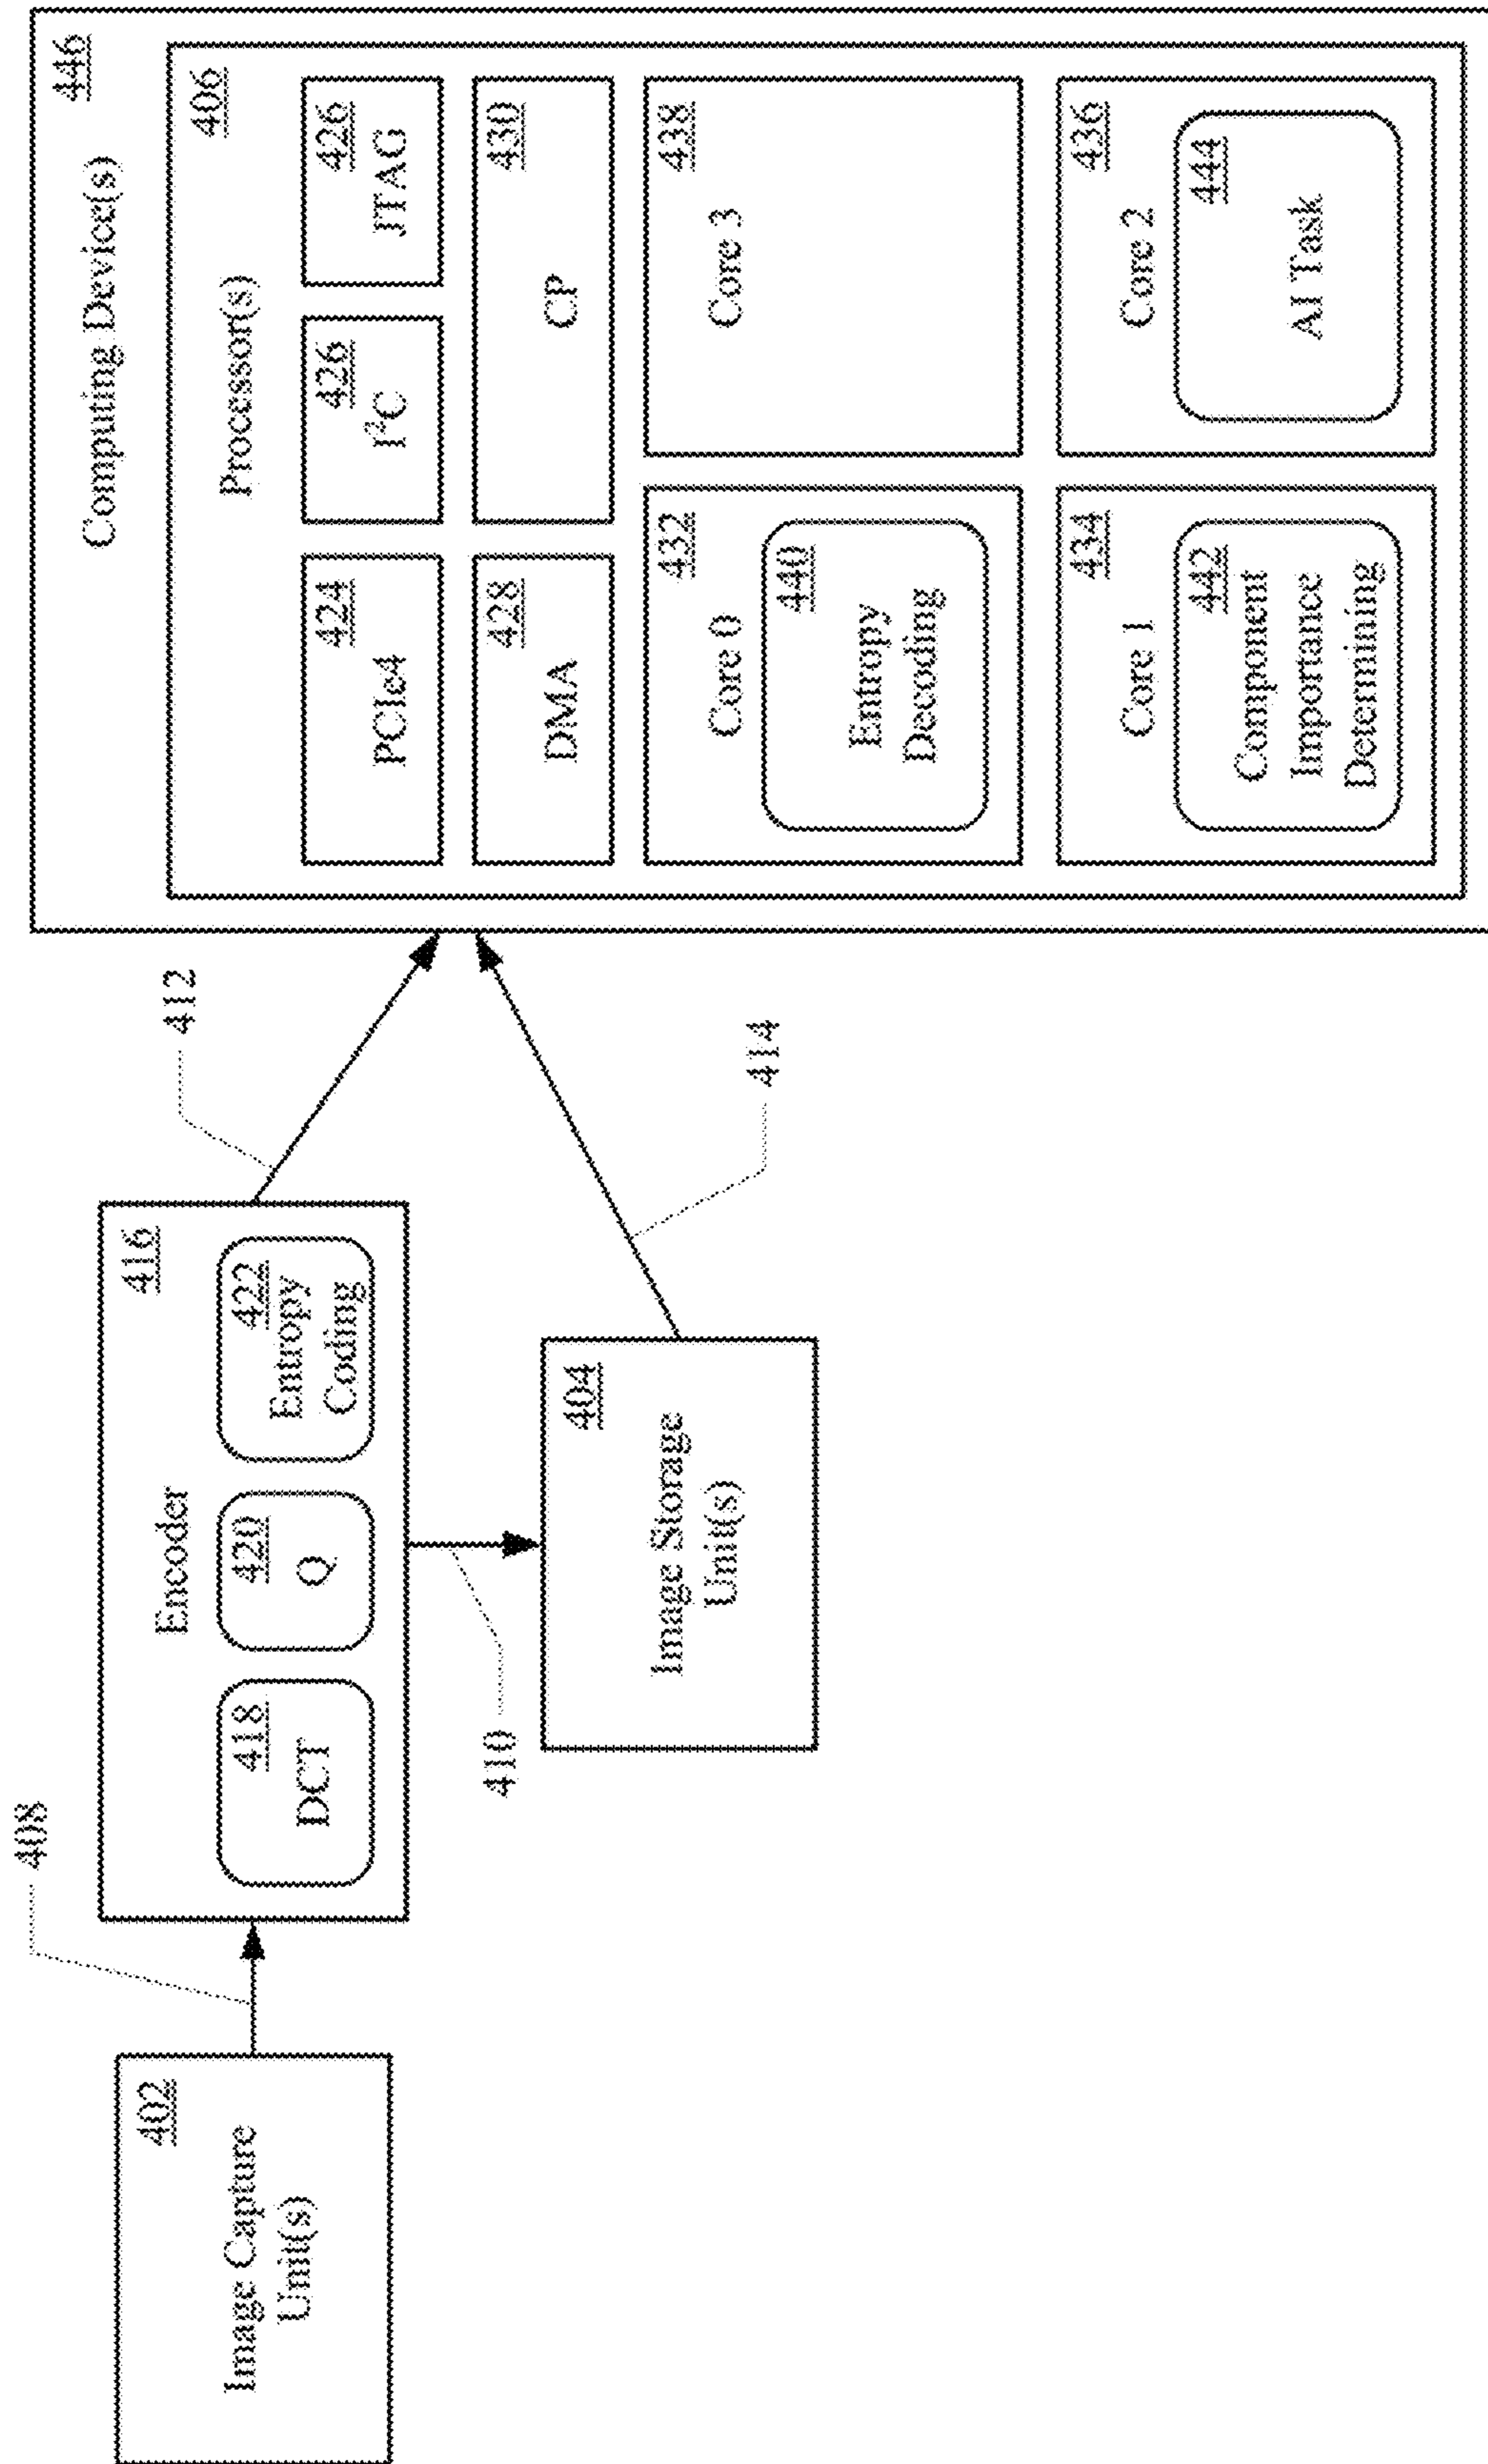 408
412
402
Image Capture
Unit(s)
Encoder
416
418
DCT
420
Q
422
Entropy
Coding
410
404
Image Storage
Unit(s)
414
Computing Device(s)
446
Processor(s)
406
424
PCIe4
426
I²C
426
JTAG
428
DMA
430
CP
432
Core 0
440
Entropy
Decoding
438
Core 3
434
Core 1
442
Component
Importance
Determining
436
Core 2
444
AI Task